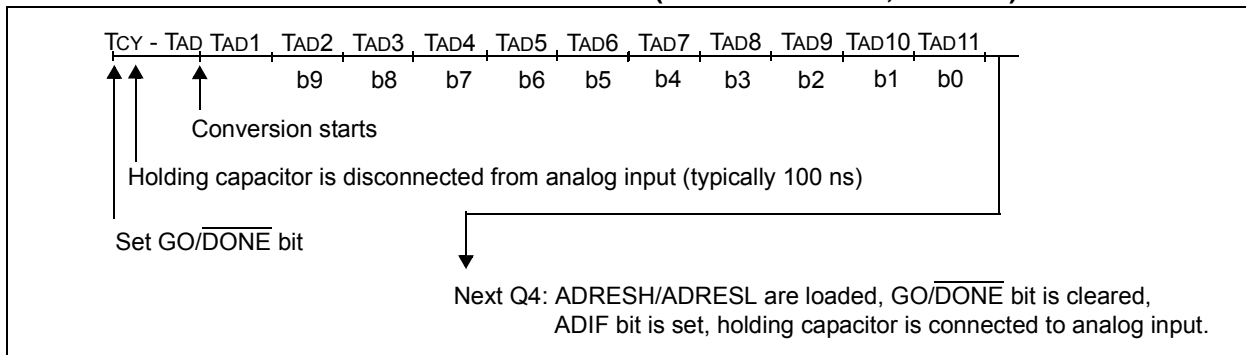 TCY - TAD TAD1 TAD2 TAD3 TAD4 TAD5 TAD6 TAD7 TAD8 TAD9 TAD10 TAD11
b9 b8 b7 b6 b5 b4 b3 b2 b1 b0
Conversion starts
Holding capacitor is disconnected from analog input (typically 100 ns)
Set GO/DONE bit
Next Q4: ADRESH/ADRESL are loaded, GO/DONE bit is cleared,
ADIF bit is set, holding capacitor is connected to analog input.